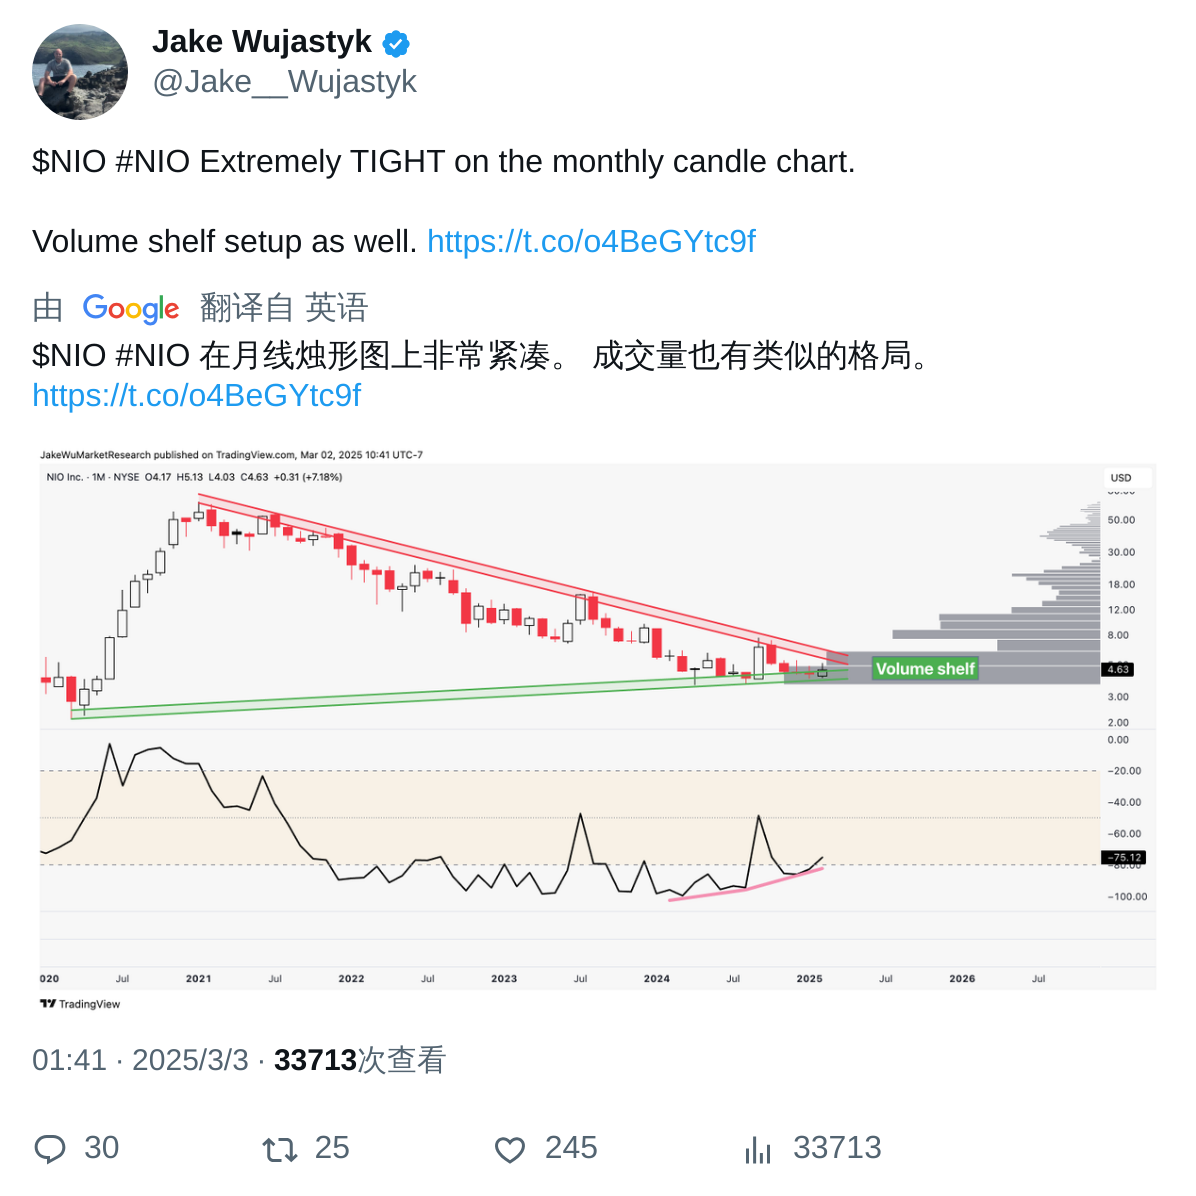 Jake Wujastyk
@Jake__Wujastyk
$NIO #NIO Extremely TIGHT on the monthly candle chart.
Volume shelf setup as well. https://t.co/o4BeGYtc9f
由 Google 翻译自 英语
$NIO #NIO 在月线烛形图上非常紧凑。 成交量也有类似的格局。
https://t.co/o4BeGYtc9f
JakeWuMarketResearch published on TradingView.com, Mar 02, 2025 10:41 UTC-7
NIO Inc. · 1M · NYSE O4.17 H5.13 L4.03 C4.63 +0.31 (+7.18%)
USD
50.00
30.00
18.00
12.00
8.00
Volume shelf
4.63
3.00
2.00
0.00
−20.00
−40.00
−60.00
−75.12
−80.00
−100.00
020 Jul 2021 Jul 2022 Jul 2023 Jul 2024 Jul 2025 Jul 2026 Jul
TradingView
01:41 · 2025/3/3 · 33713次查看
30 25 245 33713